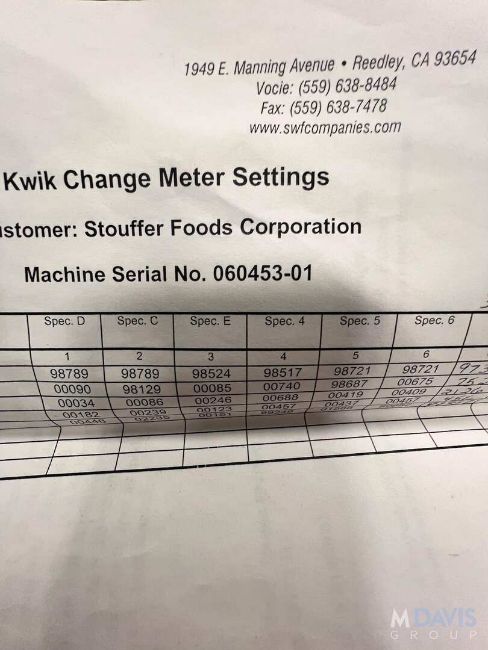 1949 E. Manning Avenue • Reedley, CA 93654
Vocie: (559) 638-8484
Fax: (559) 638-7478
www.swfcompanies.com
Kwik Change Meter Settings
ustomer: Stouffer Foods Corporation
Machine Serial No. 060453-01
Spec. D Spec. C Spec. E Spec. 4 Spec. 5 Spec. 6
1 2 3 4 5 6
98789 98789 98524 98517 98721 98721
00090 98129 00085 00740 98687 00675
00034 00086 00246 00688 00419 00409
00182 00239 00123 00457 00437
M DAVIS
GROUP